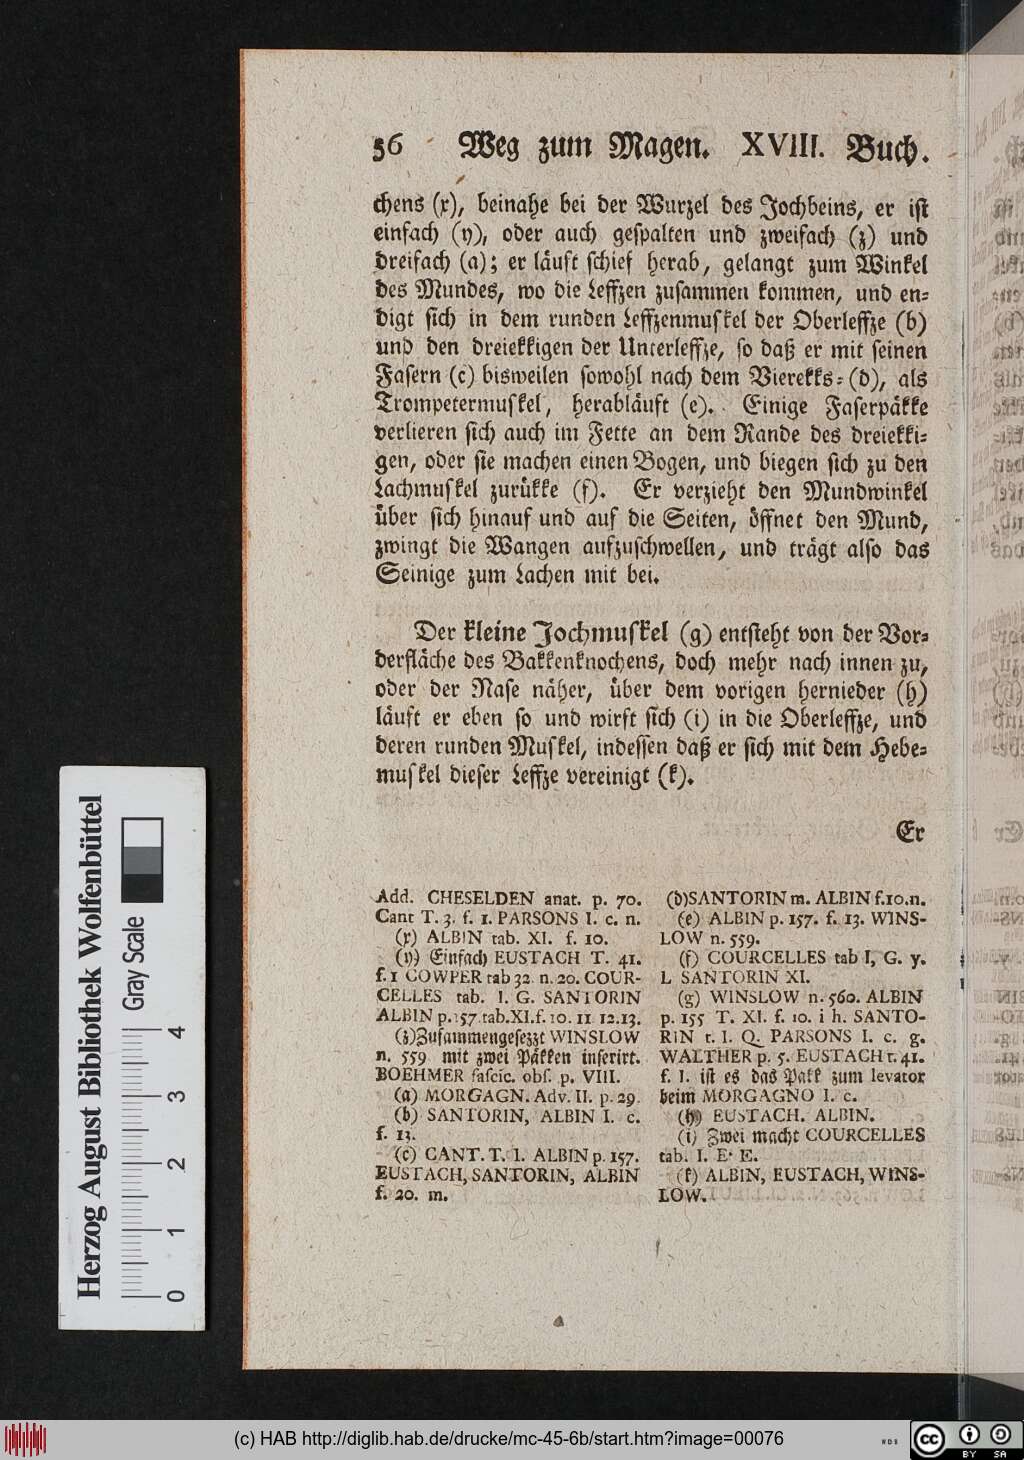 36 Weg zum Magen. XVIII. Buch.
chens (x), beinahe bei der Wurzel des Jochbeins, er ist
einfach (y), oder auch gespalten und zweifach (z) und
dreifach (a); er läuft schief herab, gelangt zum Winkel
des Mundes, wo die Leffzen zusammen kommen, und en-
digt sich in dem runden Leffzenmuskel der Oberleffze (b)
und den dreiekkigen der Unterleffze, so daß er mit seinen
Fasern (c) bisweilen sowohl nach dem Vierekks- (d), als
Trompetermuskel, herabläuft (e). Einige Faserpäkke
verlieren sich auch im Fette an dem Rande des dreiekki-
gen, oder sie machen einen Bogen, und biegen sich zu den
Lachmuskel zurükke (f). Er verzieht den Mundwinkel
über sich hinauf und auf die Seiten, öffnet den Mund,
zwingt die Wangen aufzuschwellen, und trägt also das
Seinige zum Lachen mit bei.
Der kleine Jochmuskel (g) entsteht von der Vor-
derfläche des Bakkenknochens, doch mehr nach innen zu,
oder der Nase näher, über dem vorigen hernieder (h)
läuft er eben so und wirft sich (i) in die Oberleffze, und
deren runden Muskel, indessen daß er sich mit dem Hebe-
muskel dieser Leffze vereinigt (k).
Er
Add. CHESELDEN anat. p. 70.
Cant T. 3. f. 1. PARSONS I. c. n.
(x) ALBIN tab. XI. f. 10.
(y) Einfach EUSTACH T. 41.
f. 1 COWPER tab 32. n. 20. COUR-
CELLES tab. I. G. SANTORIN
ALBIN p. 157. tab. XI. f. 10. 11 12. 13.
(z) Zusammengesezzt WINSLOW
n. 559 mit zwei Päkken inserirt.
BOEHMER fascic. obs. p. VIII.
(a) MORGAGN. Adv. II. p. 29.
(b) SANTORIN, ALBIN I. c.
f. 13.
(c) CANT. T. I. ALBIN p. 157.
EUSTACH, SANTORIN, ALBIN
f. 20. m.
(d) SANTORIN m. ALBIN f. 10. n.
(e) ALBIN p. 157. f. 13. WINS-
LOW n. 559.
(f) COURCELLES tab I, G. y.
L SANTORIN XI.
(g) WINSLOW n. 560. ALBIN
p. 155 T. XI. f. 10. i h. SANTO-
RIN t. I. Q. PARSONS I. c. g.
WALTHER p. 5. EUSTACH t. 41.
f. I. ist es das Pakk zum levator
beim MORGAGNO I. c.
(h) EUSTACH. ALBIN.
(i) Zwei macht COURCELLES
tab. I. E. E.
(k) ALBIN, EUSTACH, WINS-
LOW.
Herzog August Bibliothek Wolfenbüttel
Gray Scale
0 1 2 3 4
(c) HAB http://diglib.hab.de/drucke/mc-45-6b/start.htm?image=00076
cc BY SA